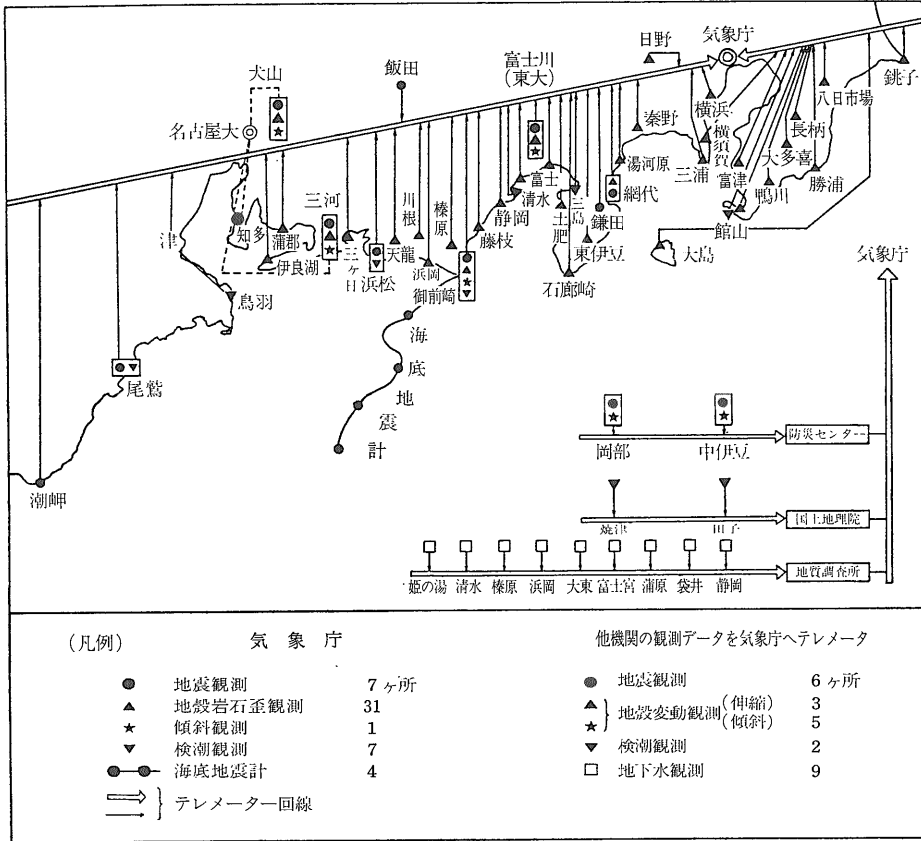 気象庁
日野
富士川
(東大)
飯田
犬山
名古屋大
銚子
八日市場
横浜
長柄
横須賀
大多喜
秦野
三浦
富津
鴨川
勝浦
館山
湯河原
網代
富士
清水
三島
鎌田
静岡
土肥
東伊豆
大島
石廊崎
藤枝
榛原
川根
三河
知多
蒲郡
伊良湖
三ヶ日
浜松
天龍
浜岡
御前崎
津
鳥羽
尾鷲
潮岬
海底地震計
気象庁
岡部
中伊豆
防災センター
焼津
田子
国土地理院
姫の湯 清水 榛原 浜岡 大東 富士宮 蒲原 袋井 静岡
地質調査所
(凡例) 気象庁
地震観測 7ヶ所
地殻岩石歪観測 31
傾斜観測 1
検潮観測 7
海底地震計 4
テレメーター回線
他機関の観測データを気象庁へテレメータ
地震観測 6ヶ所
地殻変動観測 (伸縮) 3
(傾斜) 5
検潮観測 2
地下水観測 9